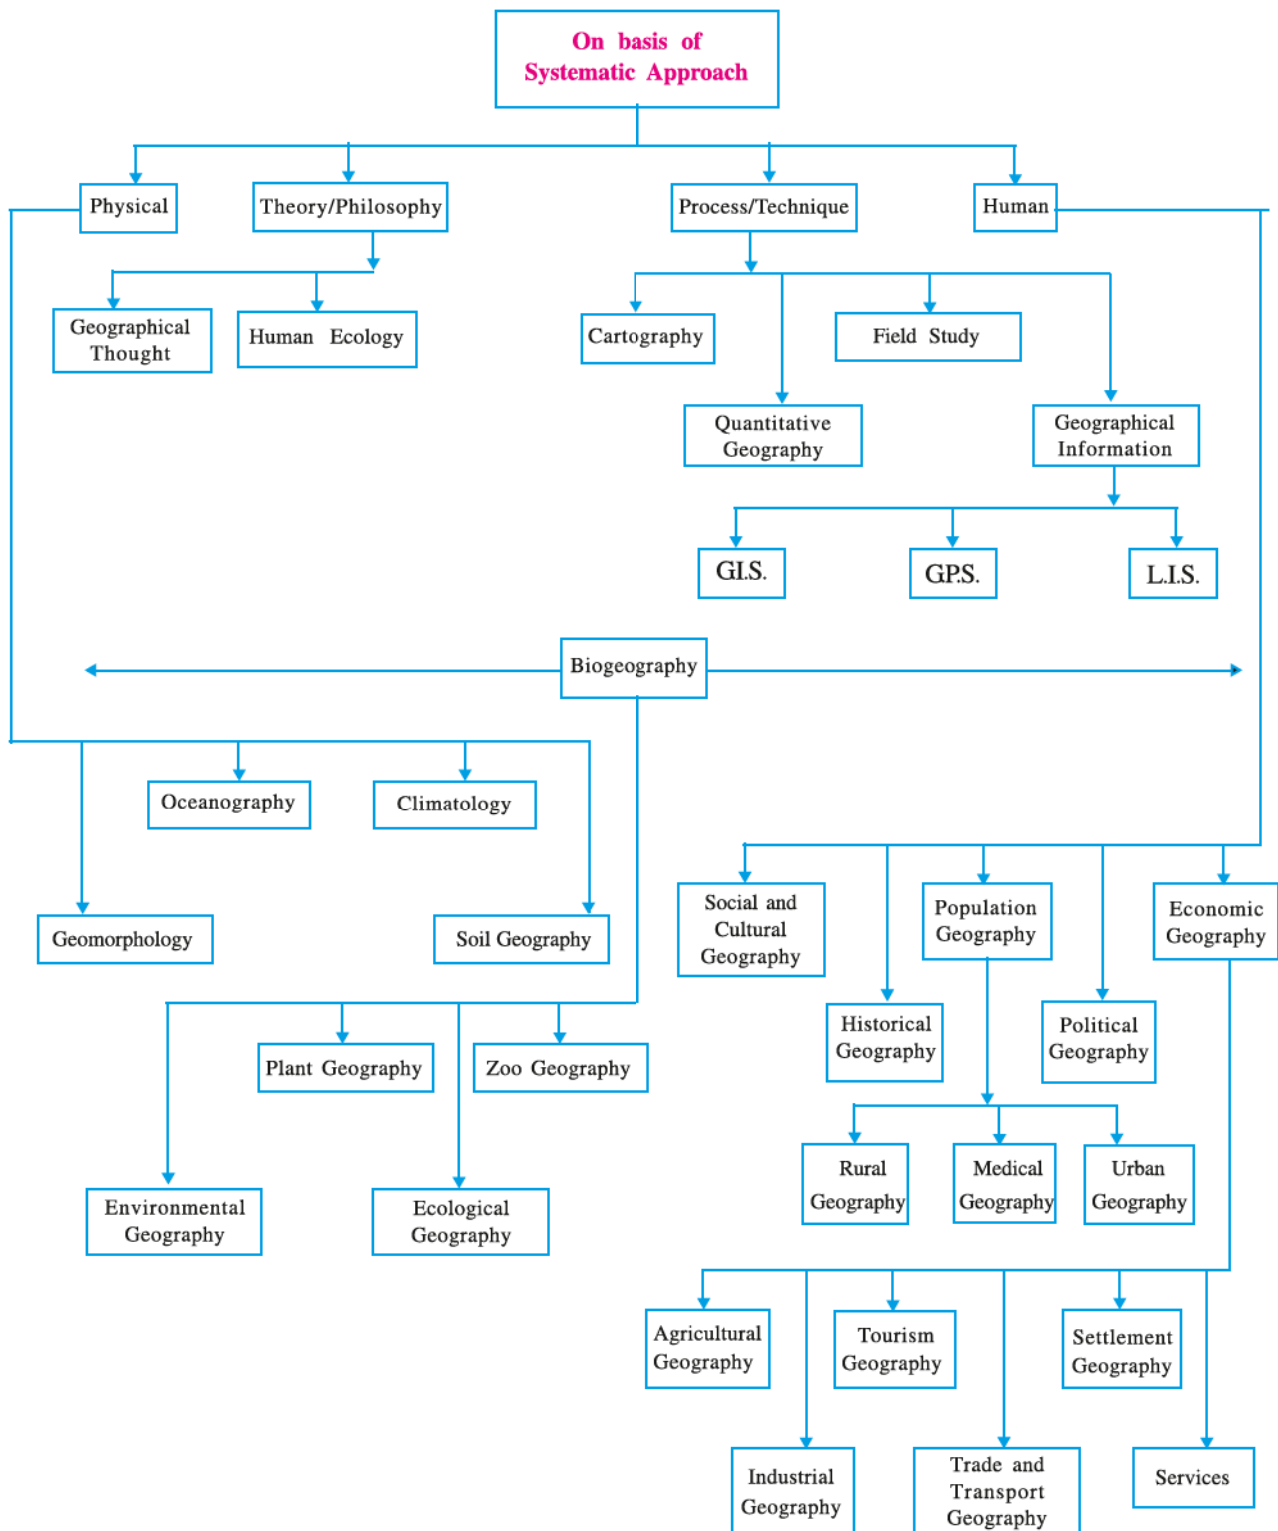 On basis of
Systematic Approach
Physical
Theory/Philosophy
Process/Technique
Human
Geographical
Thought
Human Ecology
Cartography
Field Study
Quantitative
Geography
Geographical
Information
G.I.S.
G.P.S.
L.I.S.
Biogeography
Oceanography
Climatology
Geomorphology
Soil Geography
Social and
Cultural
Geography
Population
Geography
Economic
Geography
Historical
Geography
Political
Geography
Plant Geography
Zoo Geography
Rural
Geography
Medical
Geography
Urban
Geography
Environmental
Geography
Ecological
Geography
Agricultural
Geography
Tourism
Geography
Settlement
Geography
Industrial
Geography
Trade and
Transport
Geography
Services